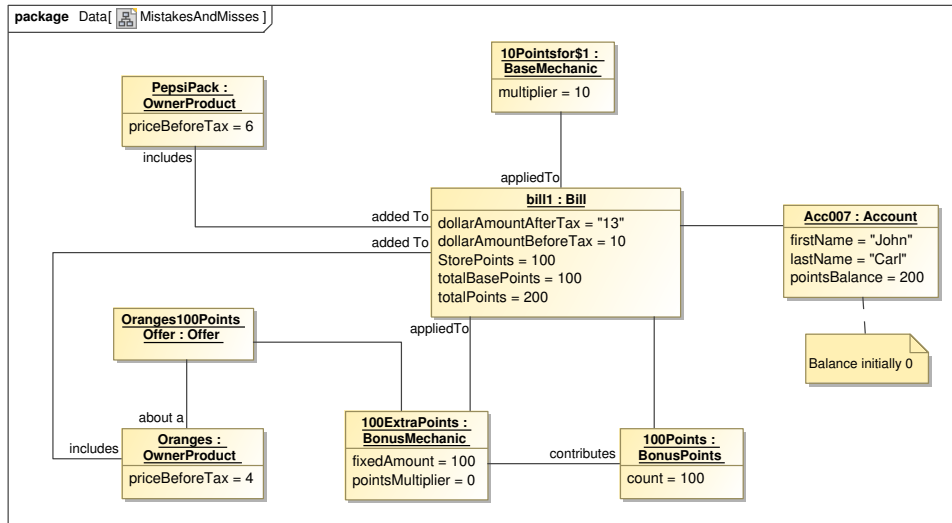 package Data[ MistakesAndMisses ]
10Pointsfor$1 :
BaseMechanic
multiplier = 10
PepsiPack :
OwnerProduct
priceBeforeTax = 6
includes
appliedTo
added To
added To
bill1 : Bill
dollarAmountAfterTax = "13"
dollarAmountBeforeTax = 10
StorePoints = 100
totalBasePoints = 100
totalPoints = 200
Acc007 : Account
firstName = "John"
lastName = "Carl"
pointsBalance = 200
Balance initially 0
appliedTo
Oranges100Points
Offer : Offer
about a
includes
Oranges :
OwnerProduct
priceBeforeTax = 4
100ExtraPoints :
BonusMechanic
fixedAmount = 100
pointsMultiplier = 0
contributes
100Points :
BonusPoints
count = 100